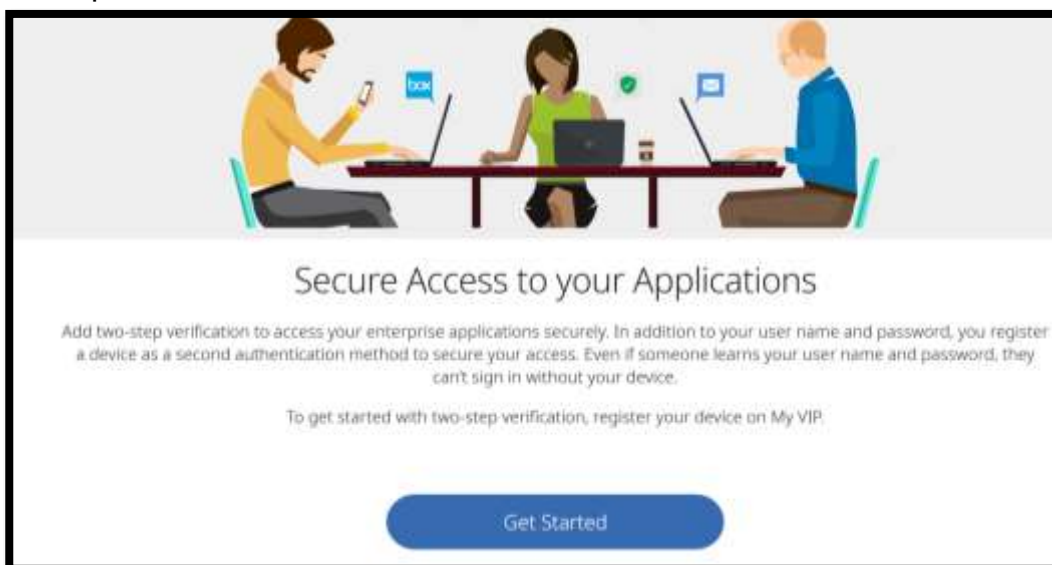 box
Secure Access to your Applications
Add two-step verification to access your enterprise applications securely. In addition to your user name and password, you register
a device as a second authentication method to secure your access. Even if someone learns your user name and password, they
can't sign in without your device.
To get started with two-step verification, register your device on My VIP.
Get Started